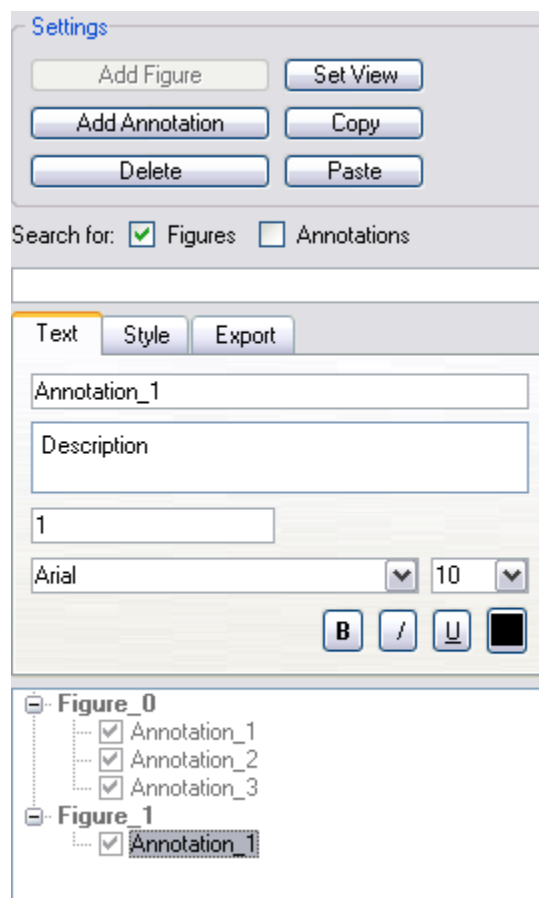 Settings
Add Figure Set View
Add Annotation Copy
Delete Paste
Search for: Figures Annotations
Text Style Export
Annotation_1
Description
1
Arial 10
B I U
Figure_0
Annotation_1
Annotation_2
Annotation_3
Figure_1
Annotation_1